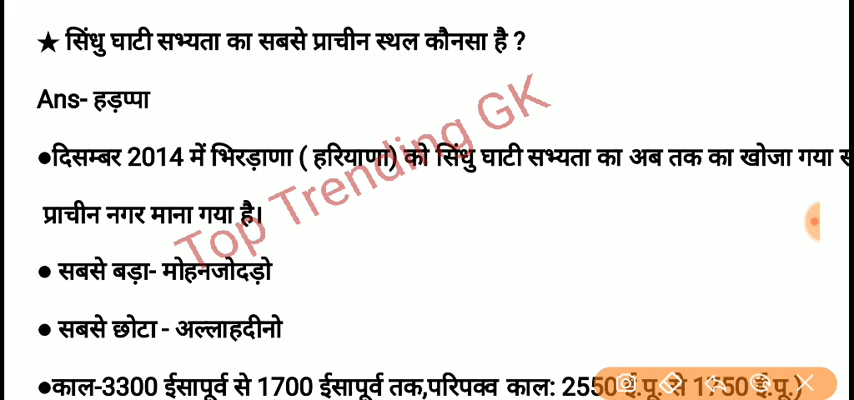 ★ सिंधु घाटी सभ्यता का सबसे प्राचीन स्थल कौनसा है ?
Ans- हड़प्पा
●दिसम्बर 2014 में भिरड़ाणा ( हरियाणा) को सिंधु घाटी सभ्यता का अब तक का खोजा गया
प्राचीन नगर माना गया है।
● सबसे बड़ा- मोहनजोदड़ो
● सबसे छोटा - अल्लाहदीनो
●काल-3300 ईसापूर्व से 1700 ईसापूर्व तक,परिपक्व काल: 2550 ई.पू. से 1750 ई.पू.)
Top Trending GK